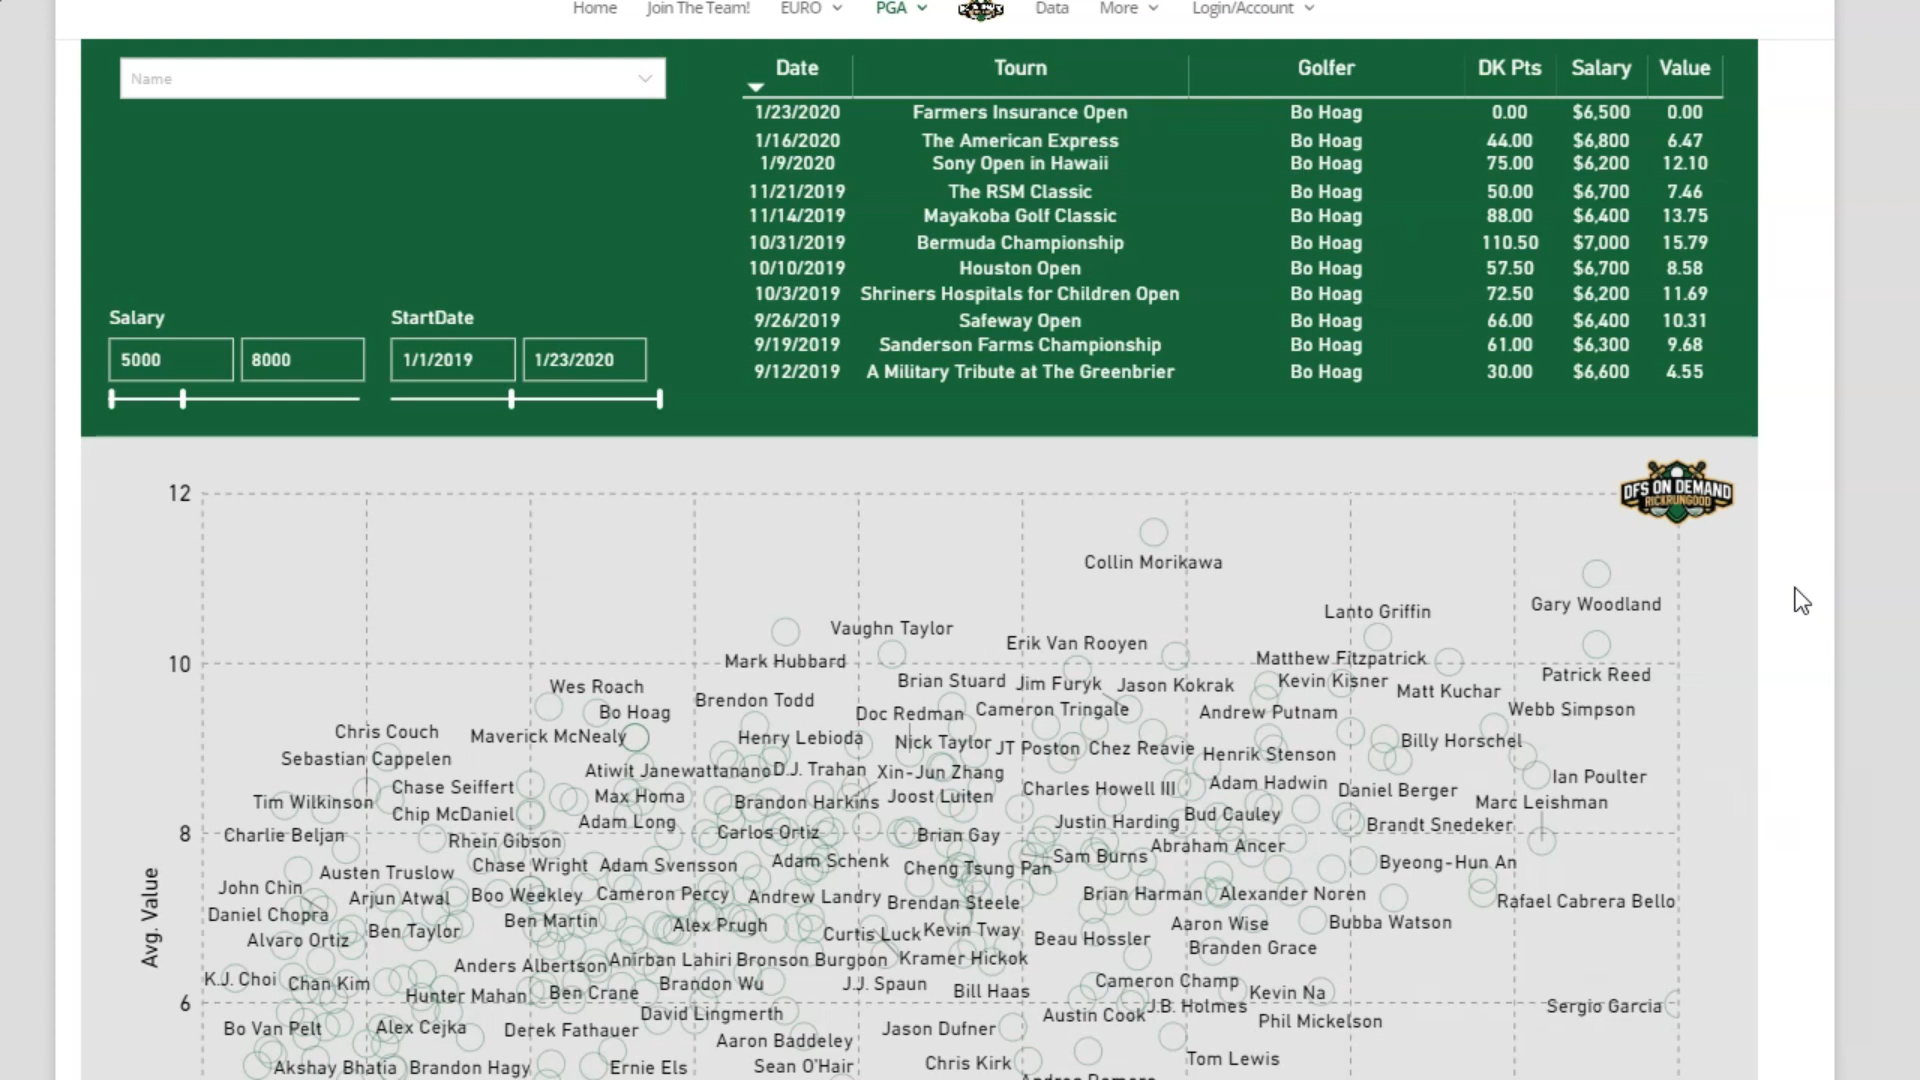 Home Join The Team! EURO PGA Data More Login/Account
Name
Date Tourn Golfer DK Pts Salary Value
1/23/2020 Farmers Insurance Open Bo Hoag 0.00 $6,500 0.00
1/16/2020 The American Express Bo Hoag 44.00 $6,800 6.47
1/9/2020 Sony Open in Hawaii Bo Hoag 75.00 $6,200 12.10
11/21/2019 The RSM Classic Bo Hoag 50.00 $6,700 7.46
11/14/2019 Mayakoba Golf Classic Bo Hoag 88.00 $6,400 13.75
10/31/2019 Bermuda Championship Bo Hoag 110.50 $7,000 15.79
10/10/2019 Houston Open Bo Hoag 57.50 $6,700 8.58
10/3/2019 Shriners Hospitals for Children Open Bo Hoag 72.50 $6,200 11.69
9/26/2019 Safeway Open Bo Hoag 66.00 $6,400 10.31
9/19/2019 Sanderson Farms Championship Bo Hoag 61.00 $6,300 9.68
9/12/2019 A Military Tribute at The Greenbrier Bo Hoag 30.00 $6,600 4.55
Salary StartDate
5000 8000 1/1/2019 1/23/2020
DFS ON DEMAND
RICKRUNGOOD
12
Collin Morikawa
Gary Woodland
Lanto Griffin
Vaughn Taylor
Erik Van Rooyen
10
Mark Hubbard Matthew Fitzpatrick
Patrick Reed
Brian Stuard Jim Furyk Jason Kokrak Kevin Kisner Matt Kuchar
Wes Roach
Brendon Todd
Bo Hoag Doc Redman Cameron Tringale Andrew Putnam Webb Simpson
Chris Couch Maverick McNealy Henry Lebioda Nick Taylor JT Poston Chez Reavie Henrik Stenson Billy Horschel
Sebastian Cappelen
Atiwit Janewattanano D.J. Trahan Xin-Jun Zhang Ian Poulter
Chase Seiffert Charles Howell III Adam Hadwin Daniel Berger
Tim Wilkinson Max Homa Brandon Harkins Joost Luiten Marc Leishman
Chip McDaniel Adam Long Justin Harding Bud Cauley Brandt Snedeker
8
Charlie Beljan Rhein Gibson Carlos Ortiz Brian Gay Abraham Ancer
Chase Wright Adam Svensson Adam Schenk Cheng Tsung Pan Sam Burns Byeong-Hun An
Austen Truslow
John Chin Arjun Atwal Boo Weekley Cameron Percy Andrew Landry Brendan Steele Brian Harman Alexander Noren Rafael Cabrera Bello
Daniel Chopra Ben Martin Alex Prugh Aaron Wise Bubba Watson
Alvaro Ortiz Ben Taylor Curtis Luck Kevin Tway Beau Hossler Branden Grace
Avg. Value
Anders Albertson Anirban Lahiri Bronson Burgoon Kramer Hickok
K.J. Choi Chan Kim Brandon Wu J.J. Spaun Bill Haas Cameron Champ
Hunter Mahan Ben Crane Kevin Na
6
David Lingmerth Austin Cook J.B. Holmes Phil Mickelson Sergio Garcia
Bo Van Pelt Alex Cejka Derek Fathauer Jason Dufner
Aaron Baddeley
Akshay Bhatia Brandon Hagy Ernie Els Sean O'Hair Chris Kirk Tom Lewis